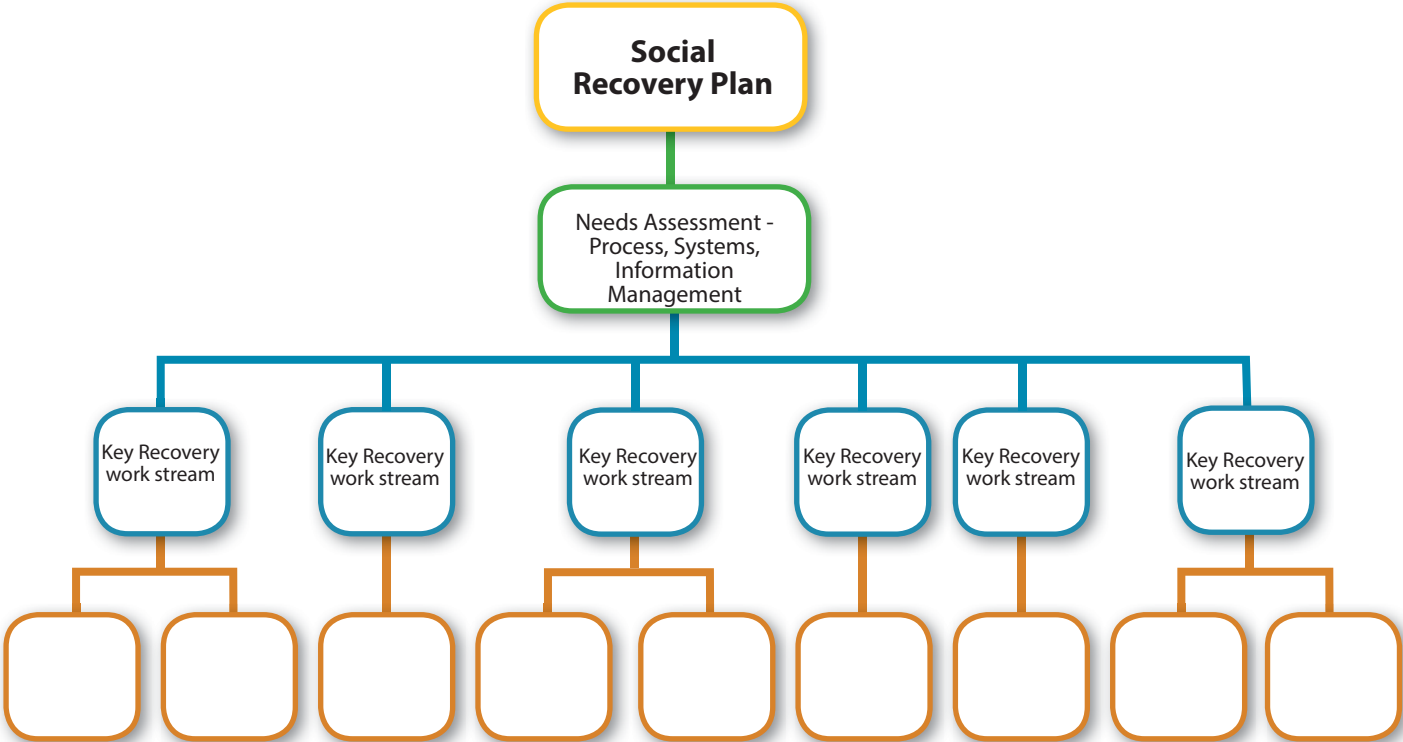 Social
Recovery Plan
Needs Assessment -
Process, Systems,
Information
Management
Key Recovery
work stream
Key Recovery
work stream
Key Recovery
work stream
Key Recovery
work stream
Key Recovery
work stream
Key Recovery
work stream